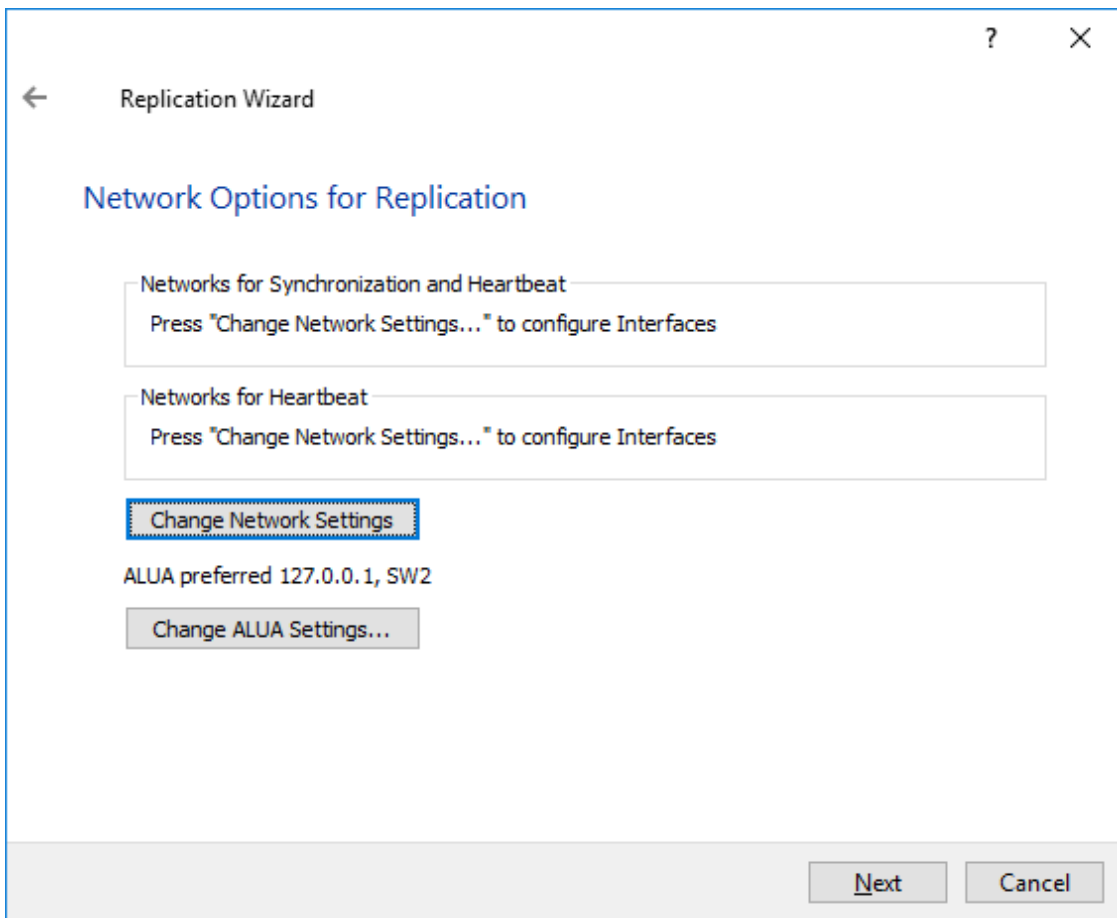 ?
Replication Wizard
Network Options for Replication
Networks for Synchronization and Heartbeat
Press "Change Network Settings..." to configure Interfaces
Networks for Heartbeat
Press "Change Network Settings..." to configure Interfaces
Change Network Settings
ALUA preferred 127.0.0.1, SW2
Change ALUA Settings...
Next Cancel